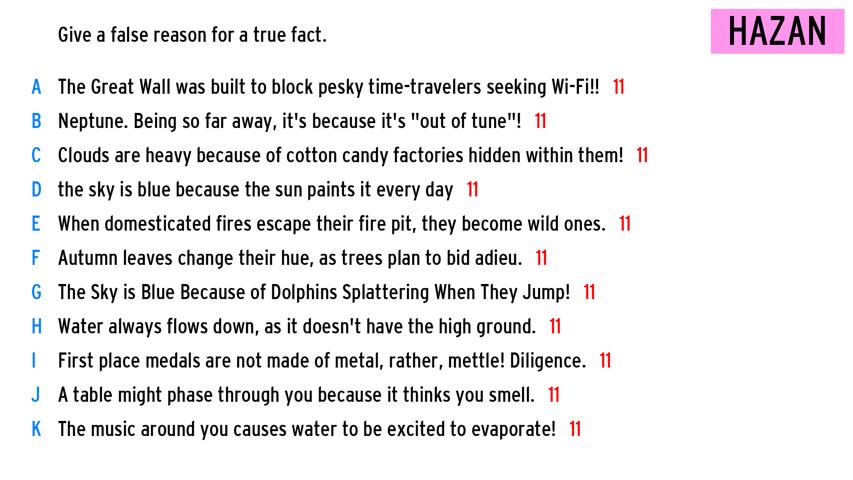 Give a false reason for a true fact.
HAZAN
A The Great Wall was built to block pesky time-travelers seeking Wi-Fi!! 11
B Neptune. Being so far away, it's because it's "out of tune"! 11
C Clouds are heavy because of cotton candy factories hidden within them! 11
D the sky is blue because the sun paints it every day 11
E When domesticated fires escape their fire pit, they become wild ones. 11
F Autumn leaves change their hue, as trees plan to bid adieu. 11
G The Sky is Blue Because of Dolphins Splattering When They Jump! 11
H Water always flows down, as it doesn't have the high ground. 11
I First place medals are not made of metal, rather, mettle! Diligence. 11
J A table might phase through you because it thinks you smell. 11
K The music around you causes water to be excited to evaporate! 11